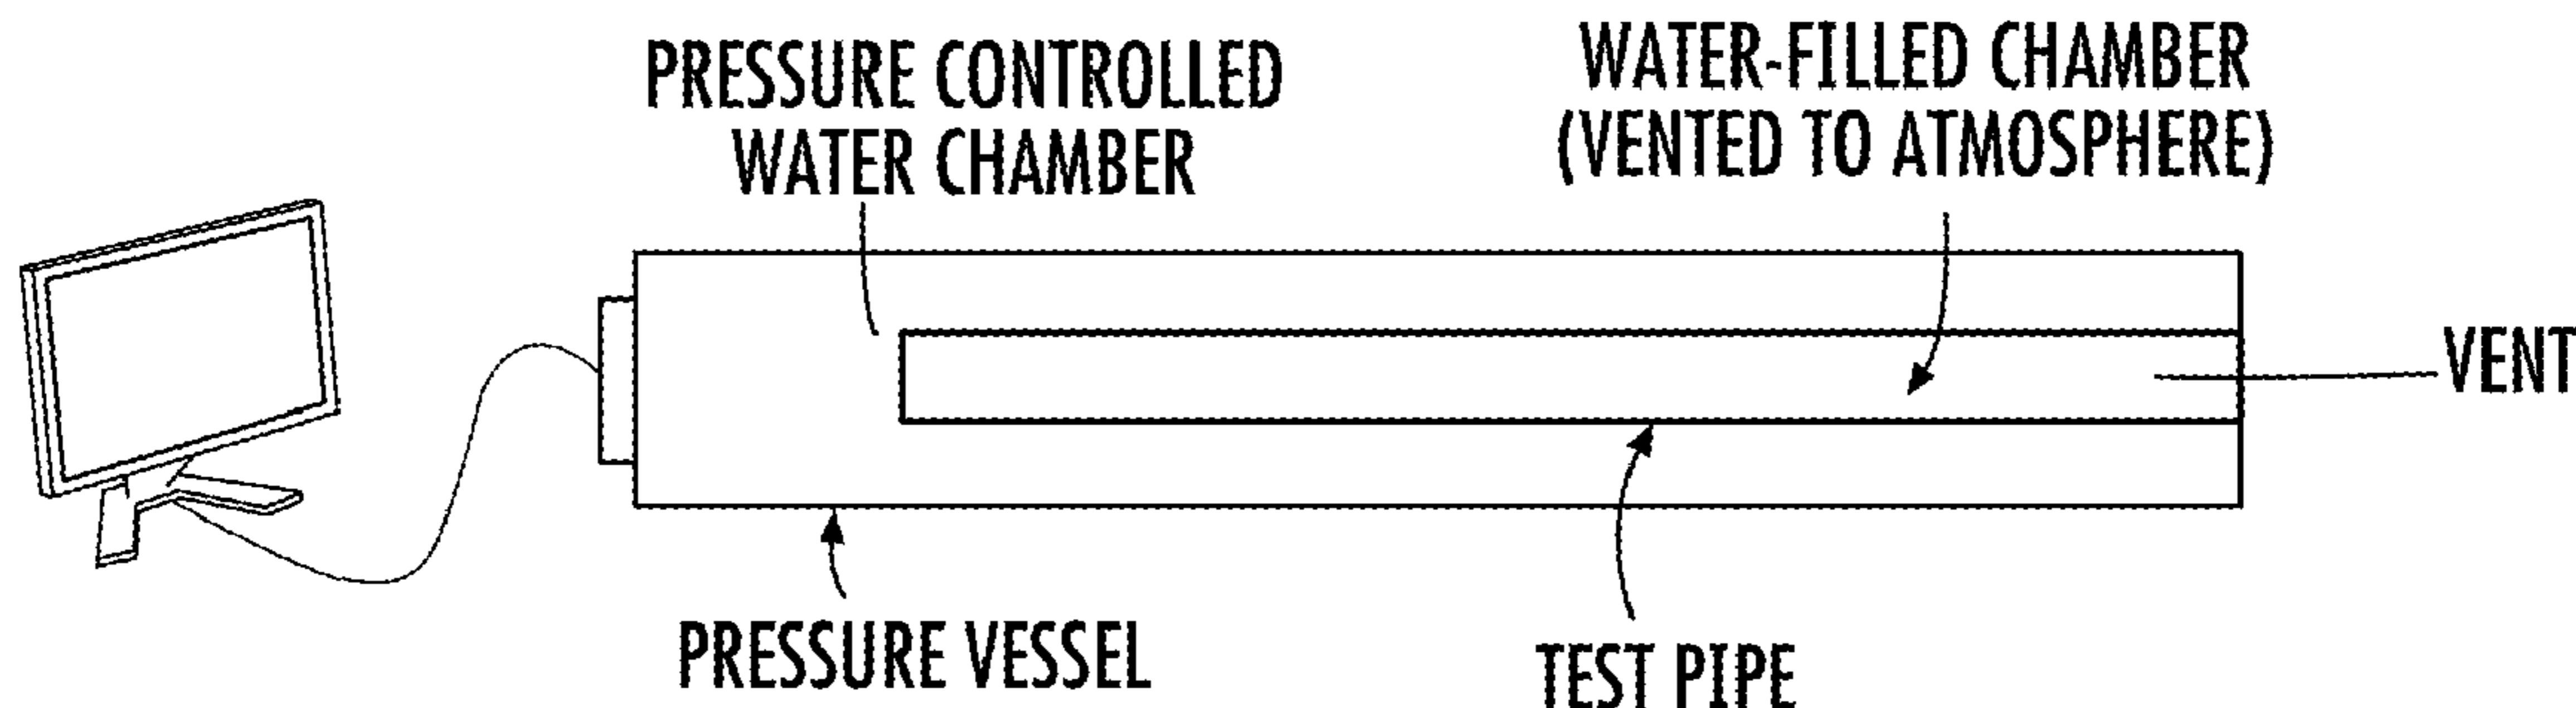 PRESSURE CONTROLLED
WATER CHAMBER
WATER-FILLED CHAMBER
(VENTED TO ATMOSPHERE)
VENT
PRESSURE VESSEL
TEST PIPE